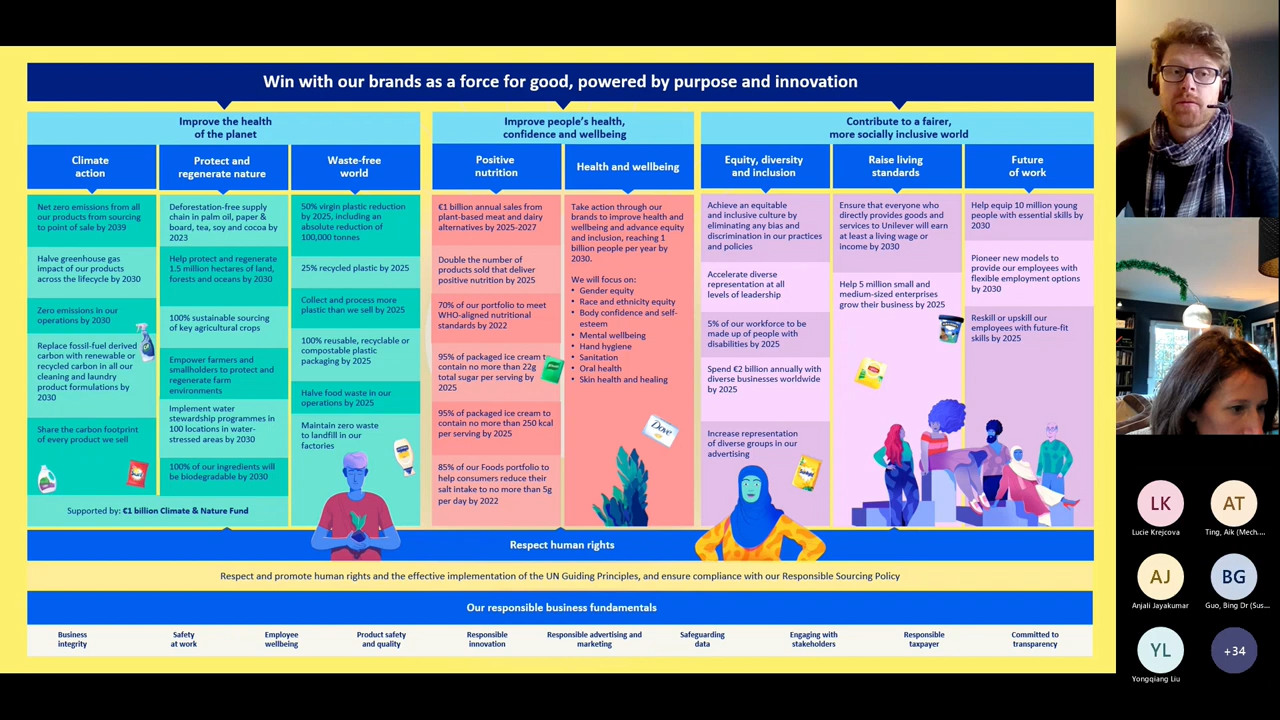 Win with our brands as a force for good, powered by purpose and innovation
Improve the health
of the planet
Climate
action
Net zero emissions from all
our products from sourcing
to point of sale by 2039
Halve greenhouse gas
impact of our products
across the lifecycle by 2030
Zero emissions in our
operations by 2030
Replace fossil-fuel derived
carbon with renewable or
recycled carbon in all our
cleaning and laundry
product formulations by
2030
Share the carbon footprint
of every product we sell
Protect and
regenerate nature
Deforestation-free supply
chain in palm oil, paper &
board, tea, soy and cocoa by
2023
Help protect and regenerate
1.5 million hectares of land,
forests and oceans by 2030
100% sustainable sourcing
of key agricultural crops
Empower farmers and
smallholders to protect and
regenerate farm
environments
Implement water
stewardship programmes in
100 locations in water-
stressed areas by 2030
100% of our ingredients will
be biodegradable by 2030
Supported by: €1 billion Climate & Nature Fund
Waste-free
world
50% virgin plastic reduction
by 2025, including an
absolute reduction of
100,000 tonnes
25% recycled plastic by 2025
Collect and process more
plastic than we sell by 2025
100% reusable, recyclable or
compostable plastic
packaging by 2025
Halve food waste in our
operations by 2025
Maintain zero waste
to landfill in our
factories
Improve people's health,
confidence and wellbeing
Positive
nutrition
€1 billion annual sales from
plant-based meat and dairy
alternatives by 2025-2027
Double the number of
products sold that deliver
positive nutrition by 2025
70% of our portfolio to meet
WHO-aligned nutritional
standards by 2022
95% of packaged ice cream t
contain no more than 22g
total sugar per serving by
2025
95% of packaged ice cream to
contain no more than 250 kcal
per serving by 2025
85% of our Foods portfolio to
help consumers reduce their
salt intake to no more than 5g
per day by 2022
Health and wellbeing
Take action through our
brands to improve health and
wellbeing and advance equity
and inclusion, reaching 1
billion people per year by
2030.
We will focus on:
• Gender equity
• Race and ethnicity equity
• Body confidence and self-
esteem
• Mental wellbeing
• Hand hygiene
• Sanitation
• Oral health
• Skin health and healing
Dove
Contribute to a fairer,
more socially inclusive world
Equity, diversity
and inclusion
Achieve an equitable
and inclusive culture by
eliminating any bias and
discrimination in our practices
and policies
Accelerate diverse
representation at all
levels of leadership
5% of our workforce to be
made up of people with
disabilities by 2025
Spend €2 billion annually with
diverse businesses worldwide
by 2025
Increase representation
of diverse groups in our
advertising
Raise living
standards
Ensure that everyone who
directly provides goods and
services to Unilever will earn
at least a living wage or
income by 2030
Help 5 million small and
medium-sized enterprises
grow their business by 2025
Future
of work
Help equip 10 million young
people with essential skills by
2030
Pioneer new models to
provide our employees with
flexible employment options
by 2030
Reskill or upskill our
employees with future-fit
skills by 2025
Respect human rights
Respect and promote human rights and the effective implementation of the UN Guiding Principles, and ensure compliance with our Responsible Sourcing Policy
Our responsible business fundamentals
Business
integrity
Safety
at work
Employee
wellbeing
Product safety
and quality
Responsible
innovation
Responsible advertising and
marketing
Safeguarding
data
Engaging with
stakeholders
Responsible
taxpayer
Committed to
transparency
LK
Lucie Krejcova
AT
Ting, Aik (Mech....
AJ
Anjali Jayakumar
BG
Guo, Bing Dr (Sus...
YL
Yongqiang Liu
+34